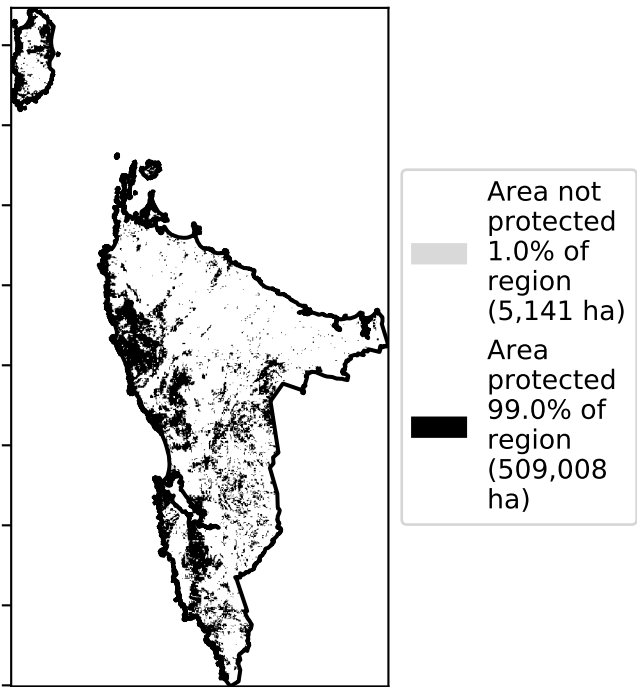 Area not
protected
1.0% of
region
(5,141 ha)
Area
protected
99.0% of
region
(509,008
ha)